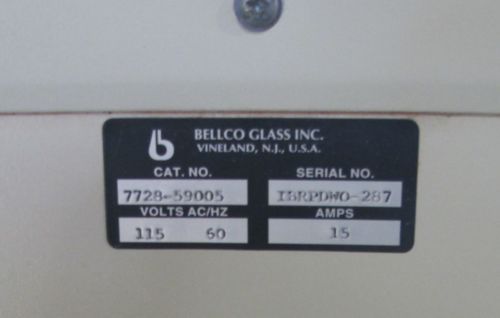 b
BELLCO GLASS INC.
VINELAND, N.J., U.S.A.
CAT. NO. SERIAL NO.
7728-59005 IBRPDWO-287
VOLTS AC/HZ AMPS
115 60 15